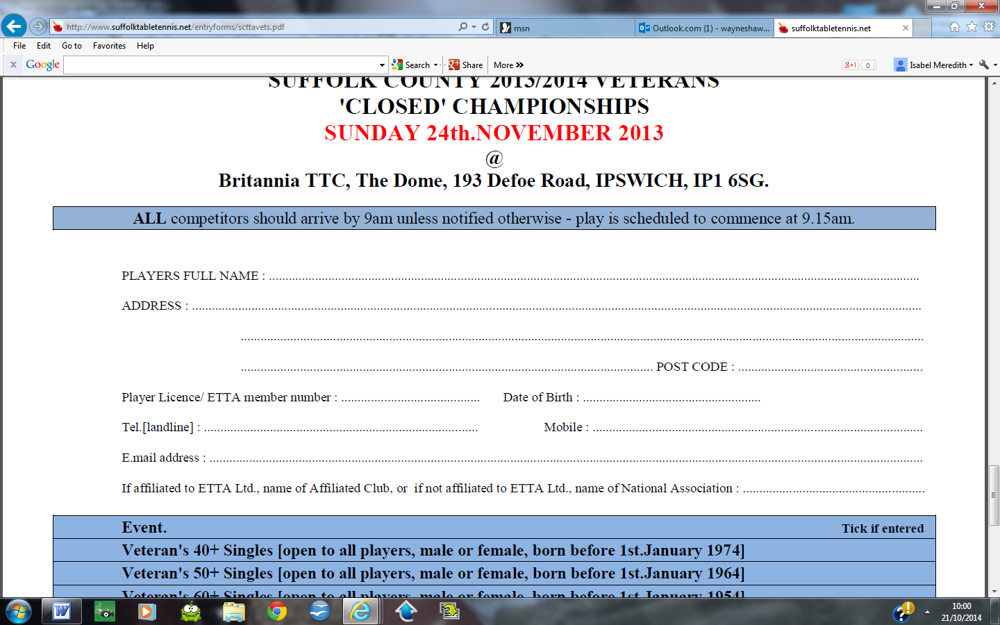 http://www.suffolktabletennis.net/entryforms/scttavets.pdf
msn
Outlook.com (1) - wayneshaw...
suffolktabletennis.net
File Edit Go to Favorites Help
Google Search Share More »
g+1 0 Isabel Meredith
SUFFOLK COUNTY 2013/2014 VETERANS
'CLOSED' CHAMPIONSHIPS
SUNDAY 24th.NOVEMBER 2013
@
Britannia TTC, The Dome, 193 Defoe Road, IPSWICH, IP1 6SG.
ALL competitors should arrive by 9am unless notified otherwise - play is scheduled to commence at 9.15am.
PLAYERS FULL NAME :
ADDRESS :
POST CODE :
Player Licence/ ETTA member number : Date of Birth :
Tel.[landline] : Mobile :
E.mail address :
If affiliated to ETTA Ltd., name of Affiliated Club, or if not affiliated to ETTA Ltd., name of National Association :
Event. Tick if entered
Veteran's 40+ Singles [open to all players, male or female, born before 1st.January 1974]
Veteran's 50+ Singles [open to all players, male or female, born before 1st.January 1964]
Veteran's 60+ Singles [open to all players, male or female, born before 1st.January 1954]
10:00
21/10/2014